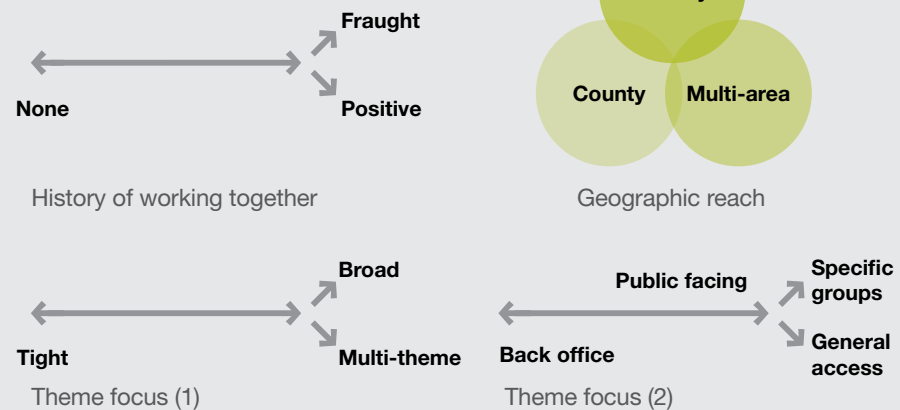 Fraught
None
Positive
History of working together
County
Multi-area
Geographic reach
Broad
Tight
Multi-theme
Theme focus (1)
Public facing
Specific
groups
Back office
General
access
Theme focus (2)